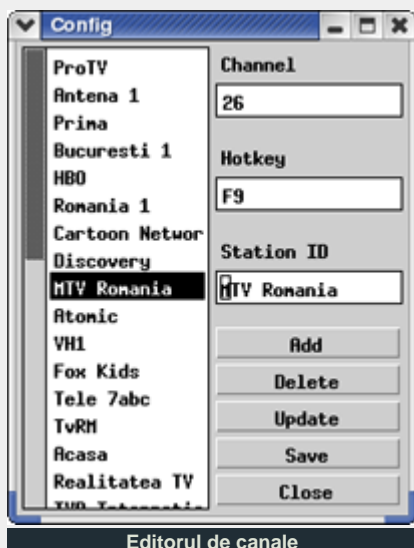 Config
ProTV
Antena 1
Prima
Bucuresti 1
HBO
Romania 1
Cartoon Networ
Discovery
MTV Romania
Atomic
VH1
Fox Kids
Tele 7abc
TvRM
Acasa
Realitatea TV
Channel
26
Hotkey
F9
Station ID
MTV Romania
Add
Delete
Update
Save
Close
Editorul de canale